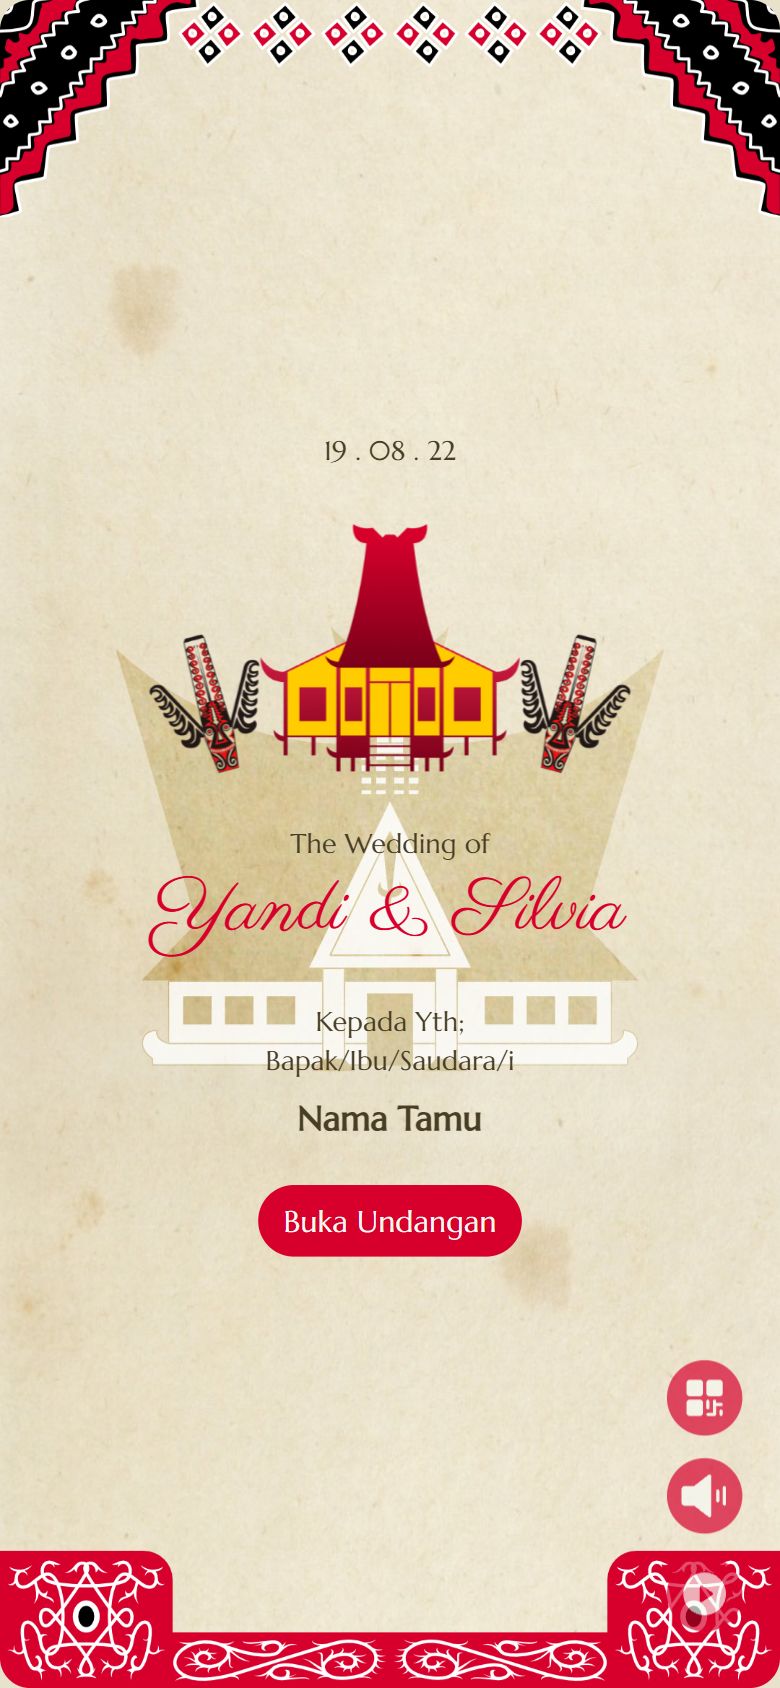 19 . 08 . 22
The Wedding of
Yandi & Silvia
Kepada Yth;
Bapak/Ibu/Saudara/i
Nama Tamu
Buka Undangan